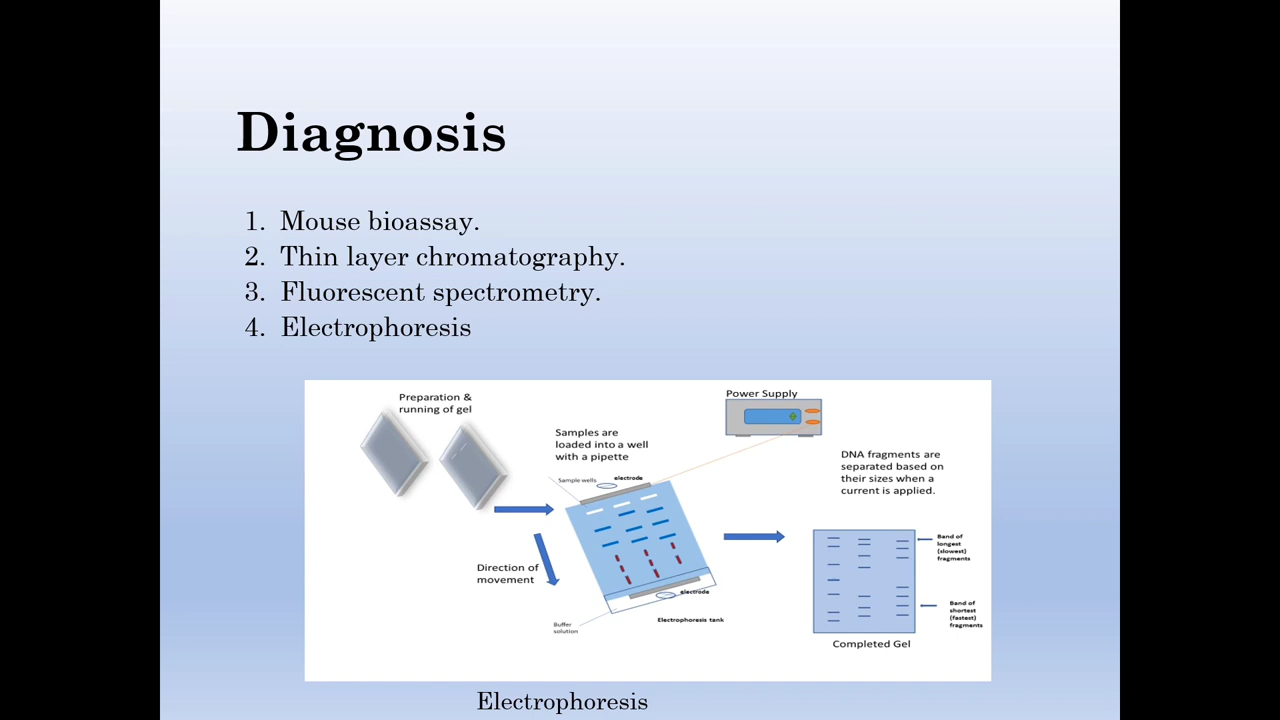 Diagnosis
1. Mouse bioassay.
2. Thin layer chromatography.
3. Fluorescent spectrometry.
4. Electrophoresis
Preparation &
running of gel
Samples are
loaded into a well
with a pipette
Power Supply
DNA fragments are
separated based on
their sizes when a
current is applied.
Sample wells
electrode
Direction of
movement
electrode
Buffer
solution
Electrophoresis tank
Band of
longest
(slowest)
fragments
Band of
shortest
(fastest)
fragments
Completed Gel
Electrophoresis